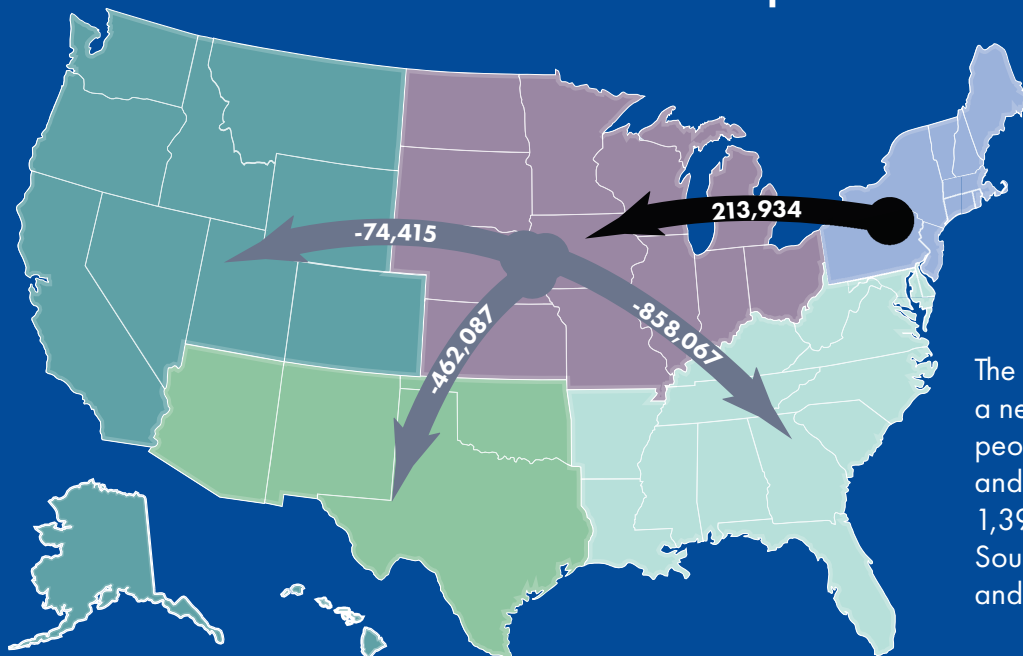 213,934
-74,415
-858,067
-462,087
The
a ne
peo
and
1,39
Sou
and